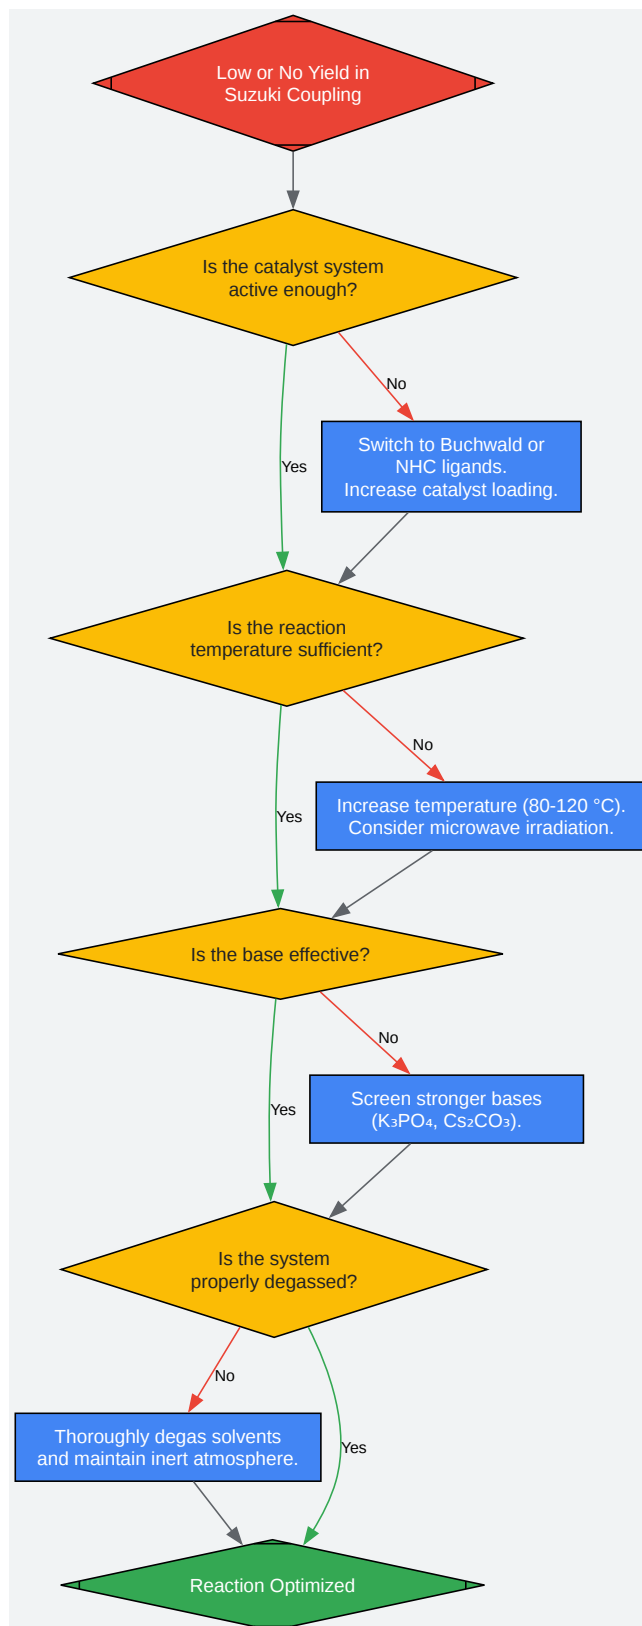 Low or No Yield in
Suzuki Coupling
Is the catalyst system
active enough?
No
Switch to Buchwald or
NHC ligands.
Increase catalyst loading.
Yes
Is the reaction
temperature sufficient?
No
Increase temperature (80-120 °C).
Consider microwave irradiation.
Yes
Is the base effective?
No
Screen stronger bases
(K₃PO₄, Cs₂CO₃).
Yes
Is the system
properly degassed?
No
Thoroughly degas solvents
and maintain inert atmosphere.
Yes
Reaction Optimized